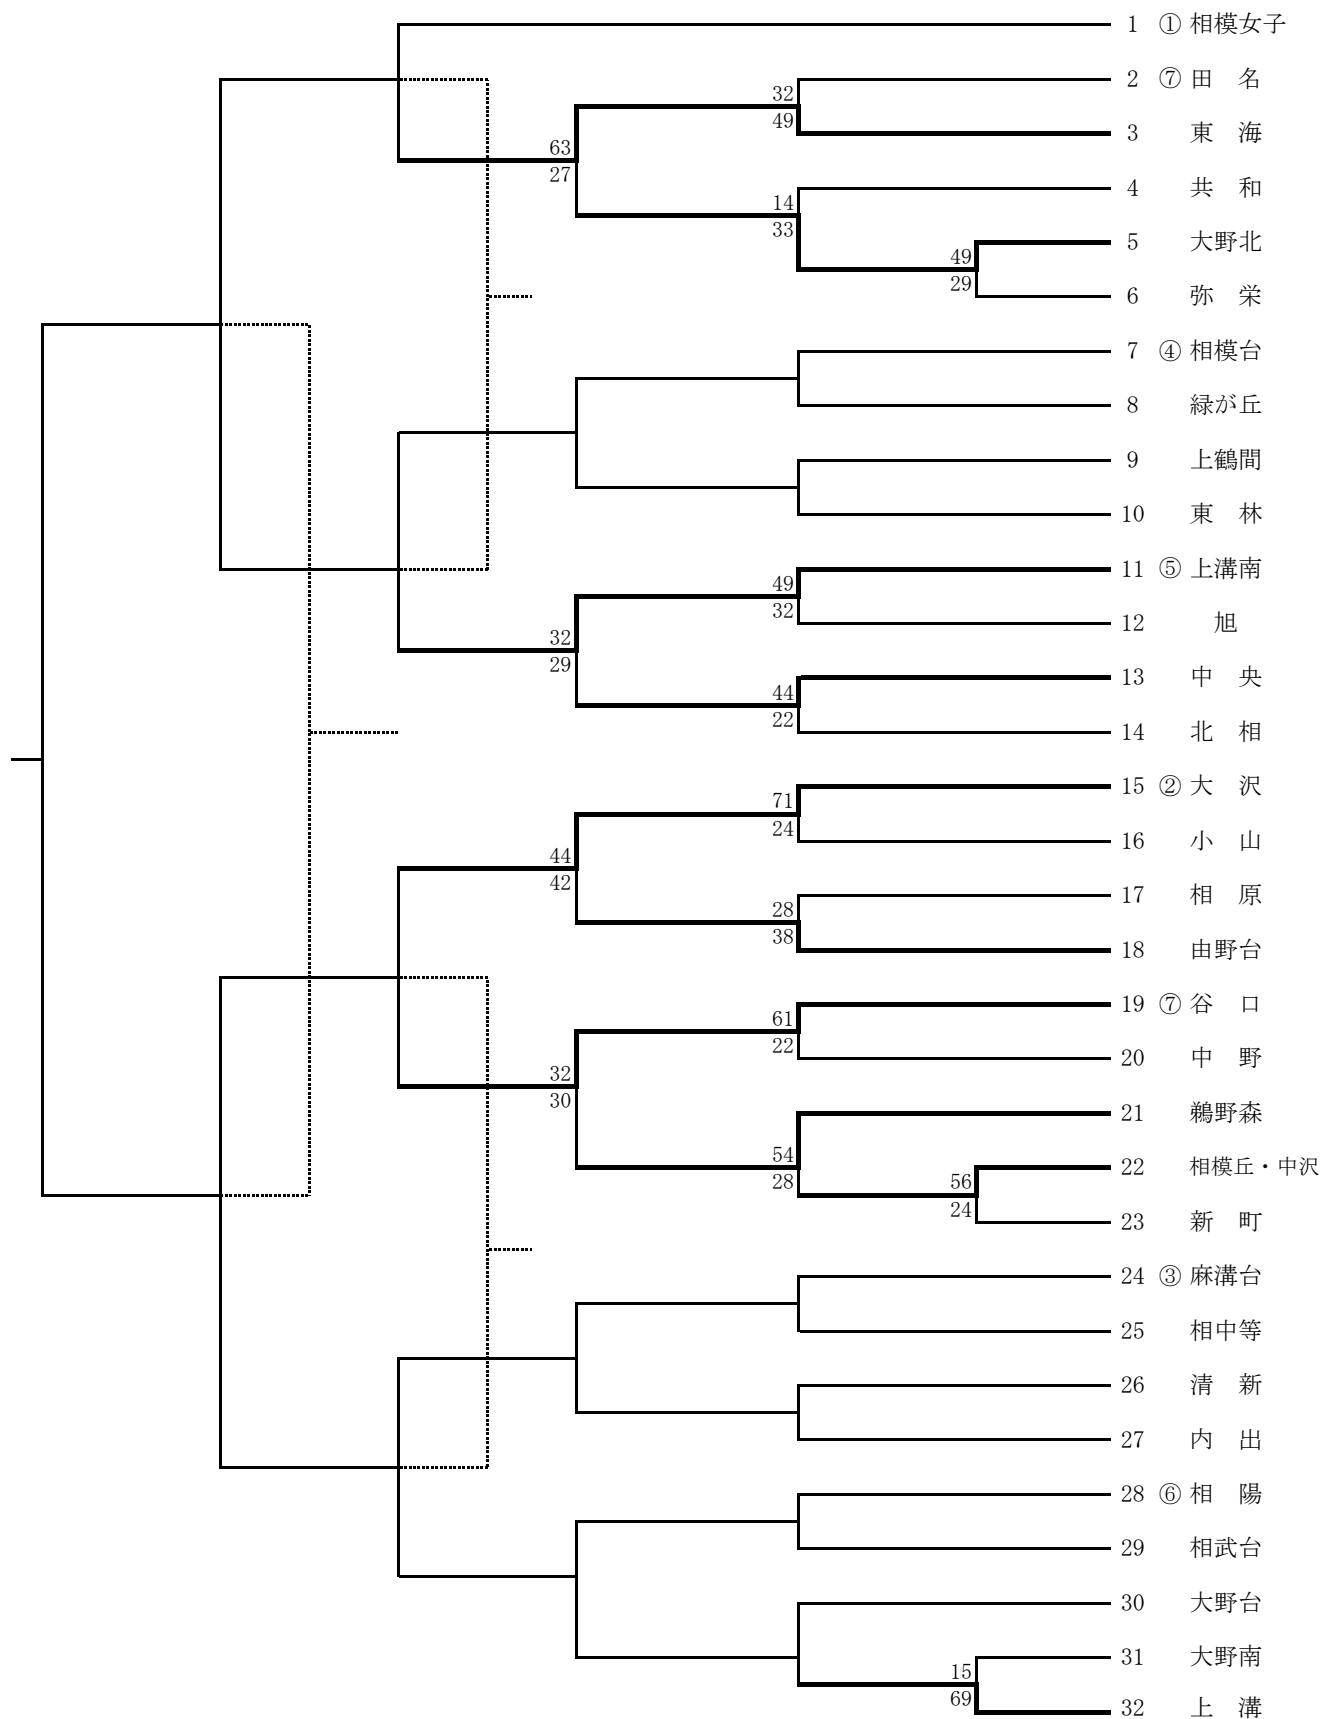 1 ① 相模女子
2 ⑦ 田　名
32
49
3 東　海
63
27
4 共　和
14
33
5 大野北
49
29
6 弥　栄
7 ④ 相模台
8 緑が丘
9 上鶴間
10 東　林
11 ⑤ 上溝南
49
32
12 旭
32
29
13 中　央
44
22
14 北　相
15 ② 大　沢
71
24
16 小　山
44
42
17 相　原
28
38
18 由野台
19 ⑦ 谷　口
61
22
20 中　野
32
30
21 鵜野森
54
28
22 相模丘・中沢
56
24
23 新　町
24 ③ 麻溝台
25 相中等
26 清　新
27 内　出
28 ⑥ 相　陽
29 相武台
30 大野台
31 大野南
15
69
32 上　溝